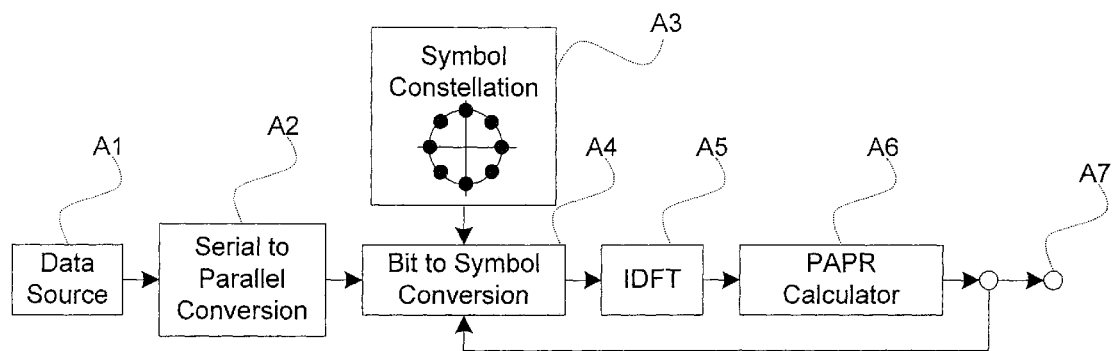 A3
Symbol
Constellation
A1
A2
A4
A5
A6
A7
Data
Source
Serial to
Parallel
Conversion
Bit to Symbol
Conversion
IDFT
PAPR
Calculator